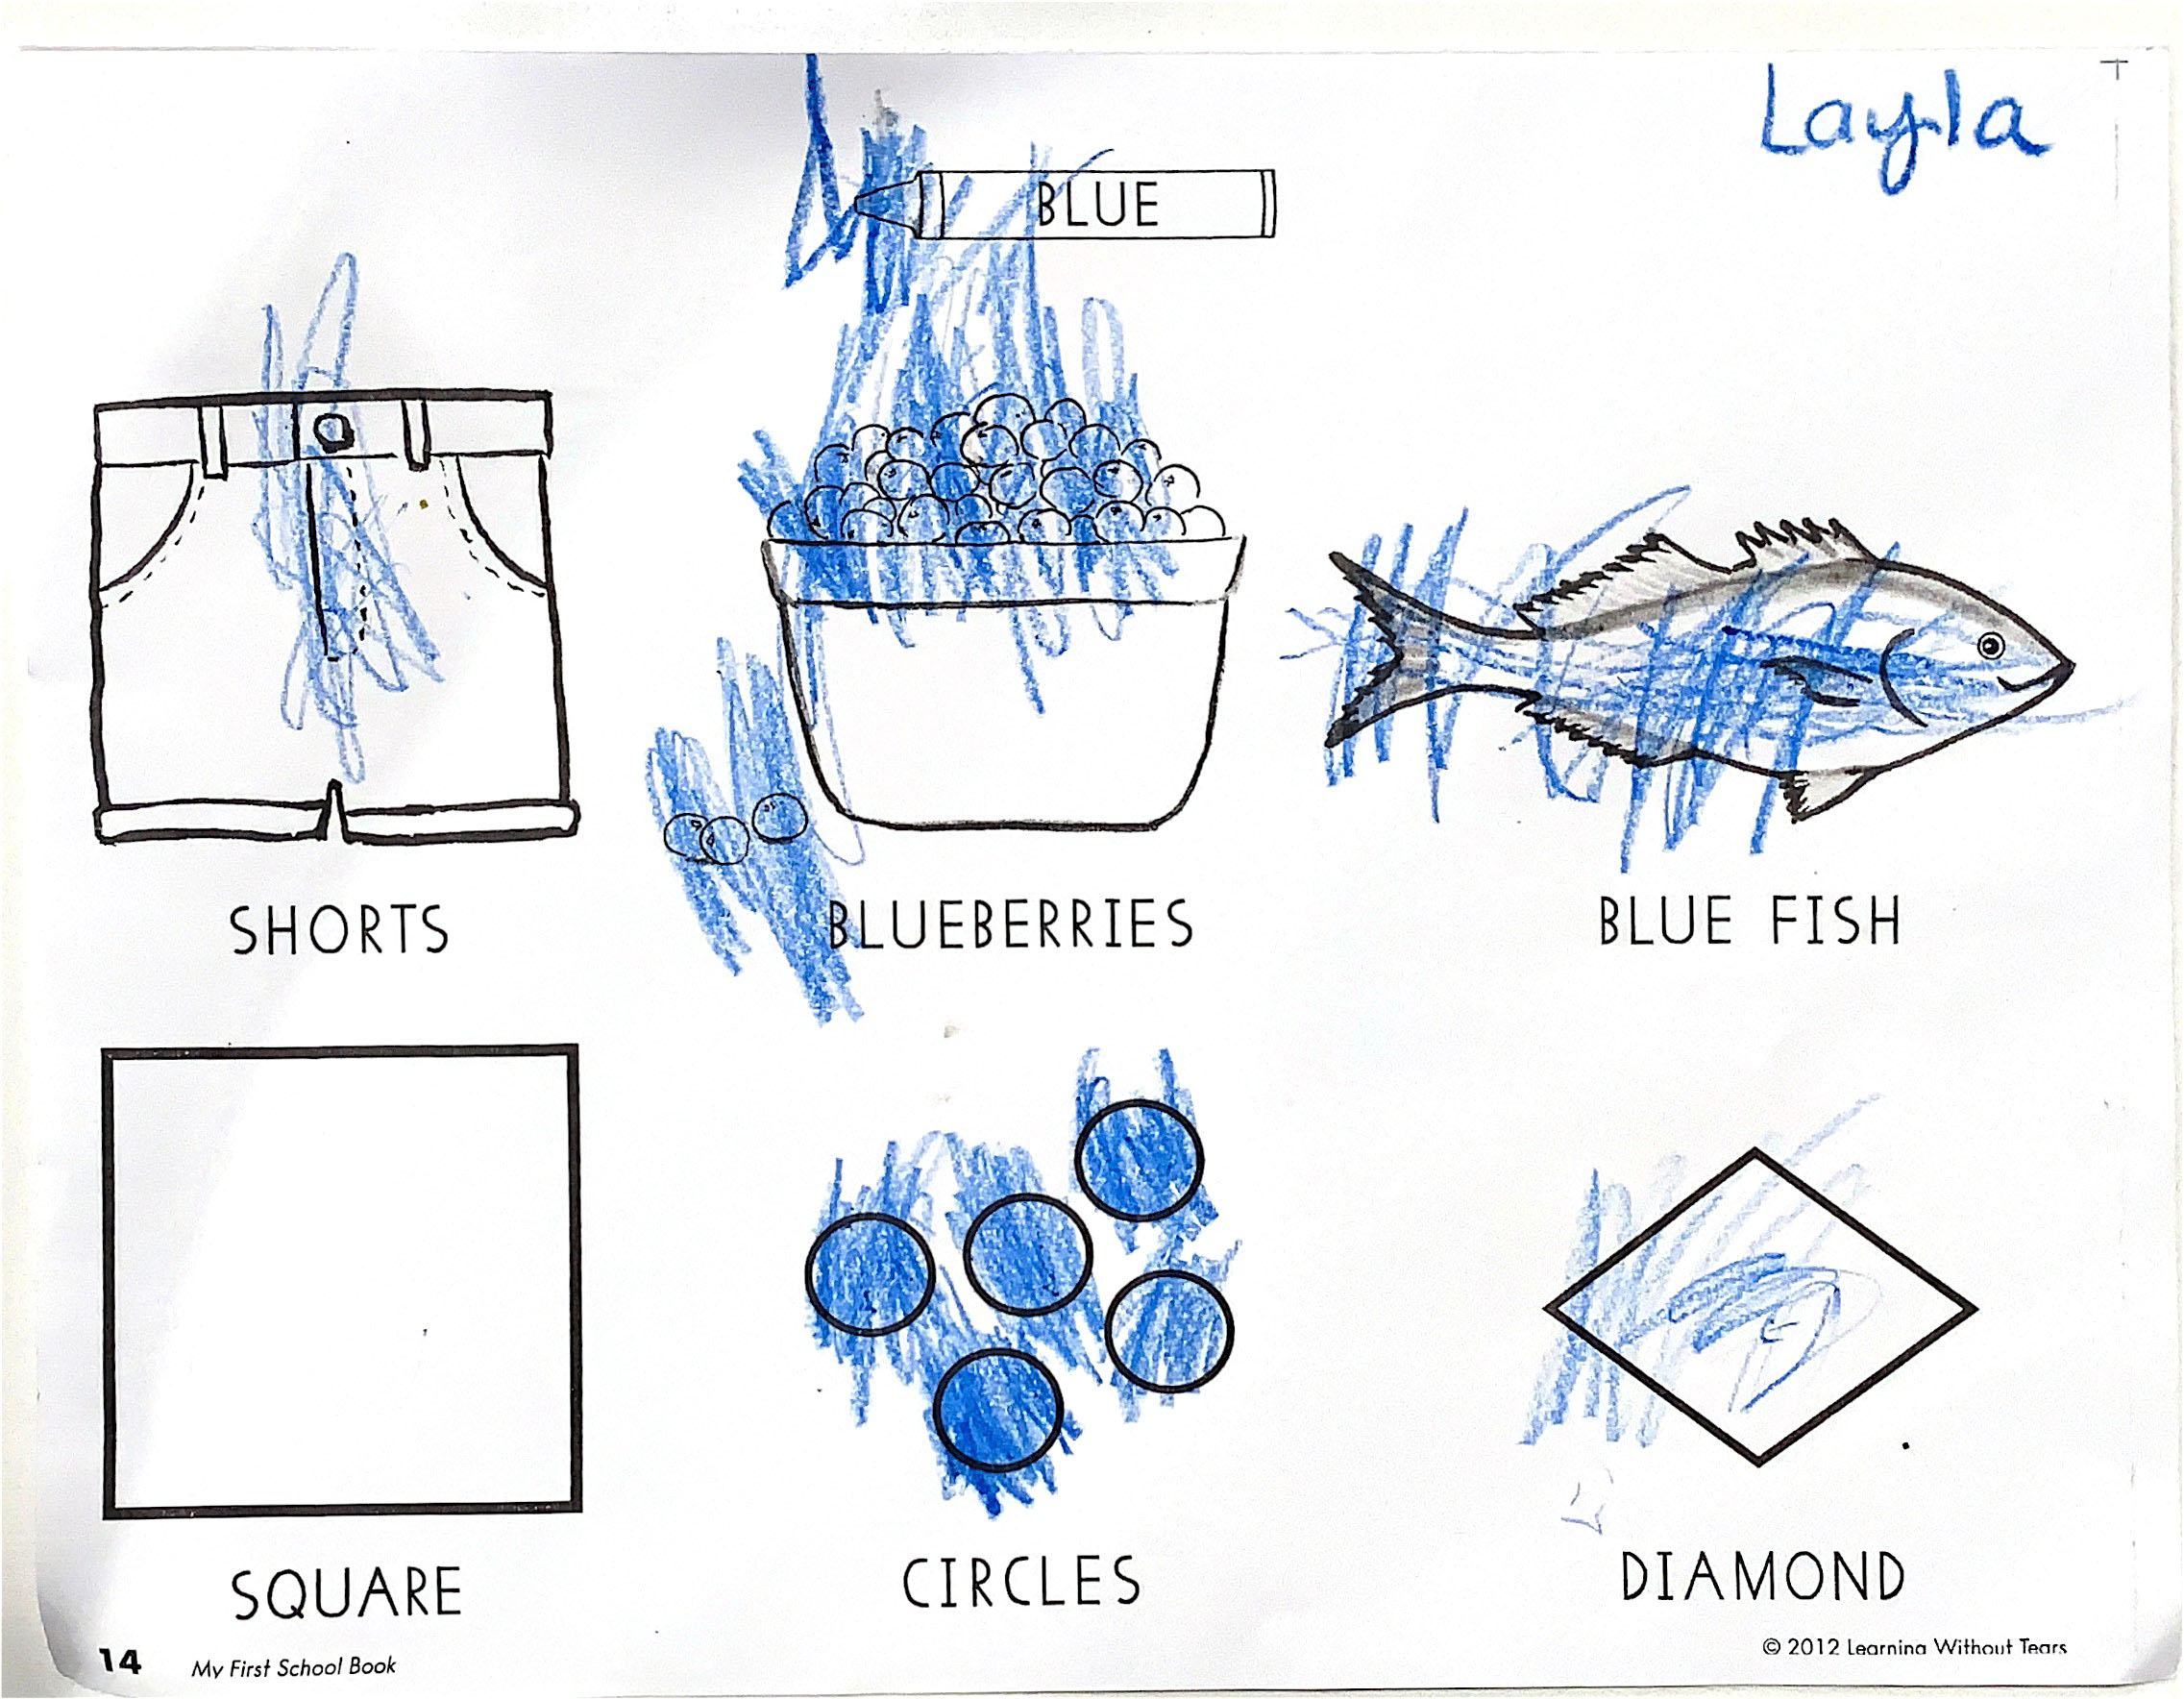 Layla
BLUE
SHORTS
BLUEBERRIES
BLUE FISH
SQUARE
CIRCLES
DIAMOND
14 My First School Book
© 2012 Learning Without Tears